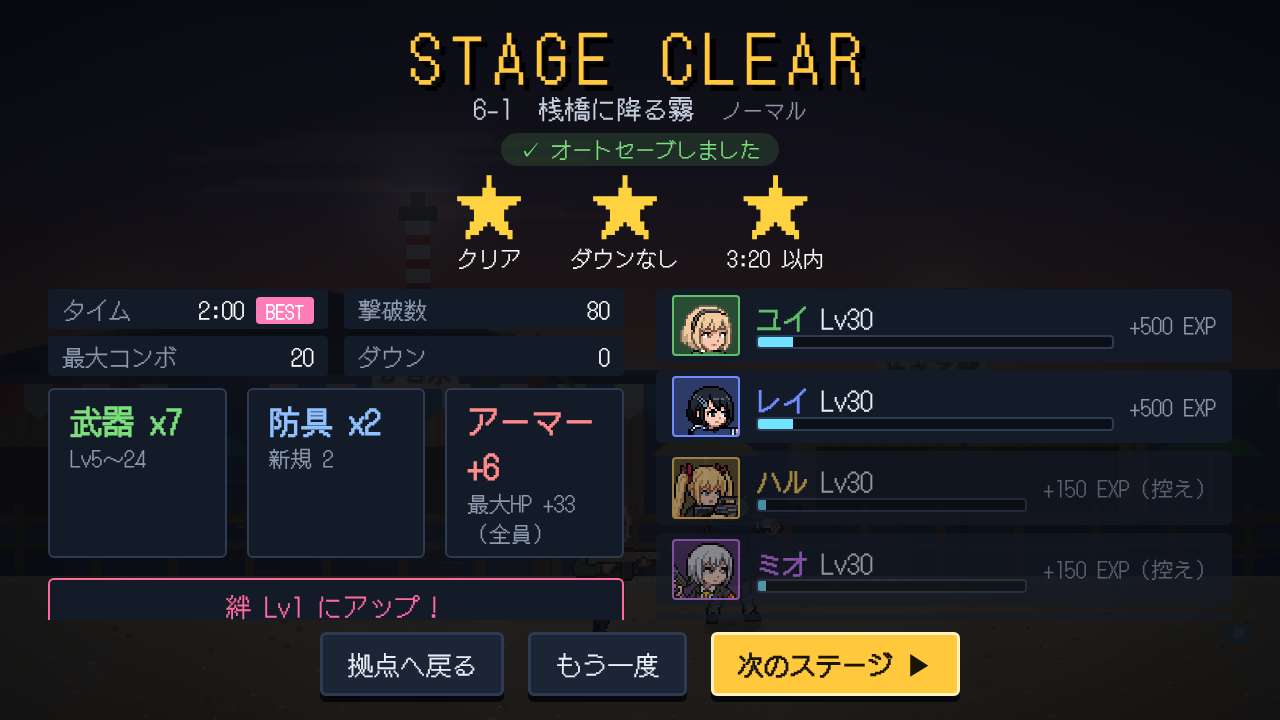 STAGE CLEAR
6-1 桟橋に降る霧 ノーマル
✓ オートセーブしました
クリア
ダウンなし
3:20 以内
タイム 2:00 BEST
撃破数 80
最大コンボ 20
ダウン 0
武器 x7
Lv5〜24
防具 x2
新規 2
アーマー
+6
最大HP +33
（全員）
絆 Lv1 にアップ！
ユイ Lv30
+500 EXP
レイ Lv30
+500 EXP
ハル Lv30
+150 EXP（控え）
ミオ Lv30
+150 EXP（控え）
拠点へ戻る
もう一度
次のステージ ▶